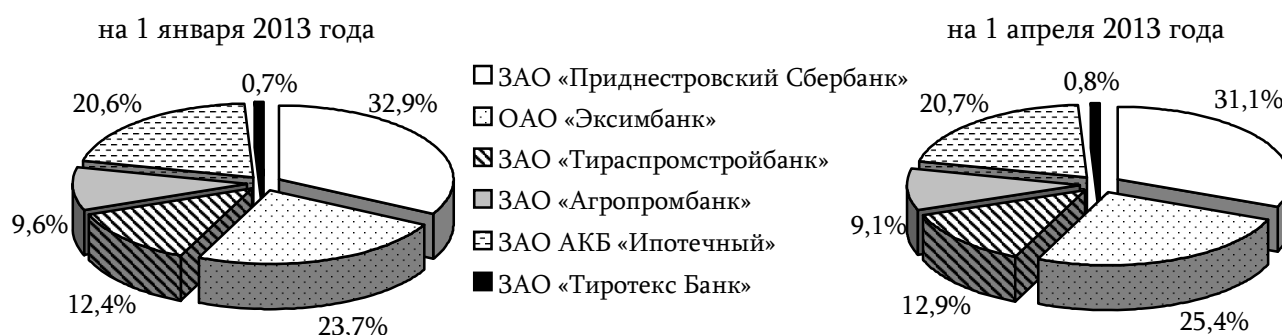 на 1 января 2013 года
0,7%
20,6%
32,9%
9,6%
12,4%
23,7%
ЗАО «Приднестровский Сбербанк»
ОАО «Эксимбанк»
ЗАО «Тираспромстройбанк»
ЗАО «Агропромбанк»
ЗАО АКБ «Ипотечный»
ЗАО «Тиротекс Банк»
на 1 апреля 2013 года
0,8%
20,7%
31,1%
9,1%
12,9%
25,4%